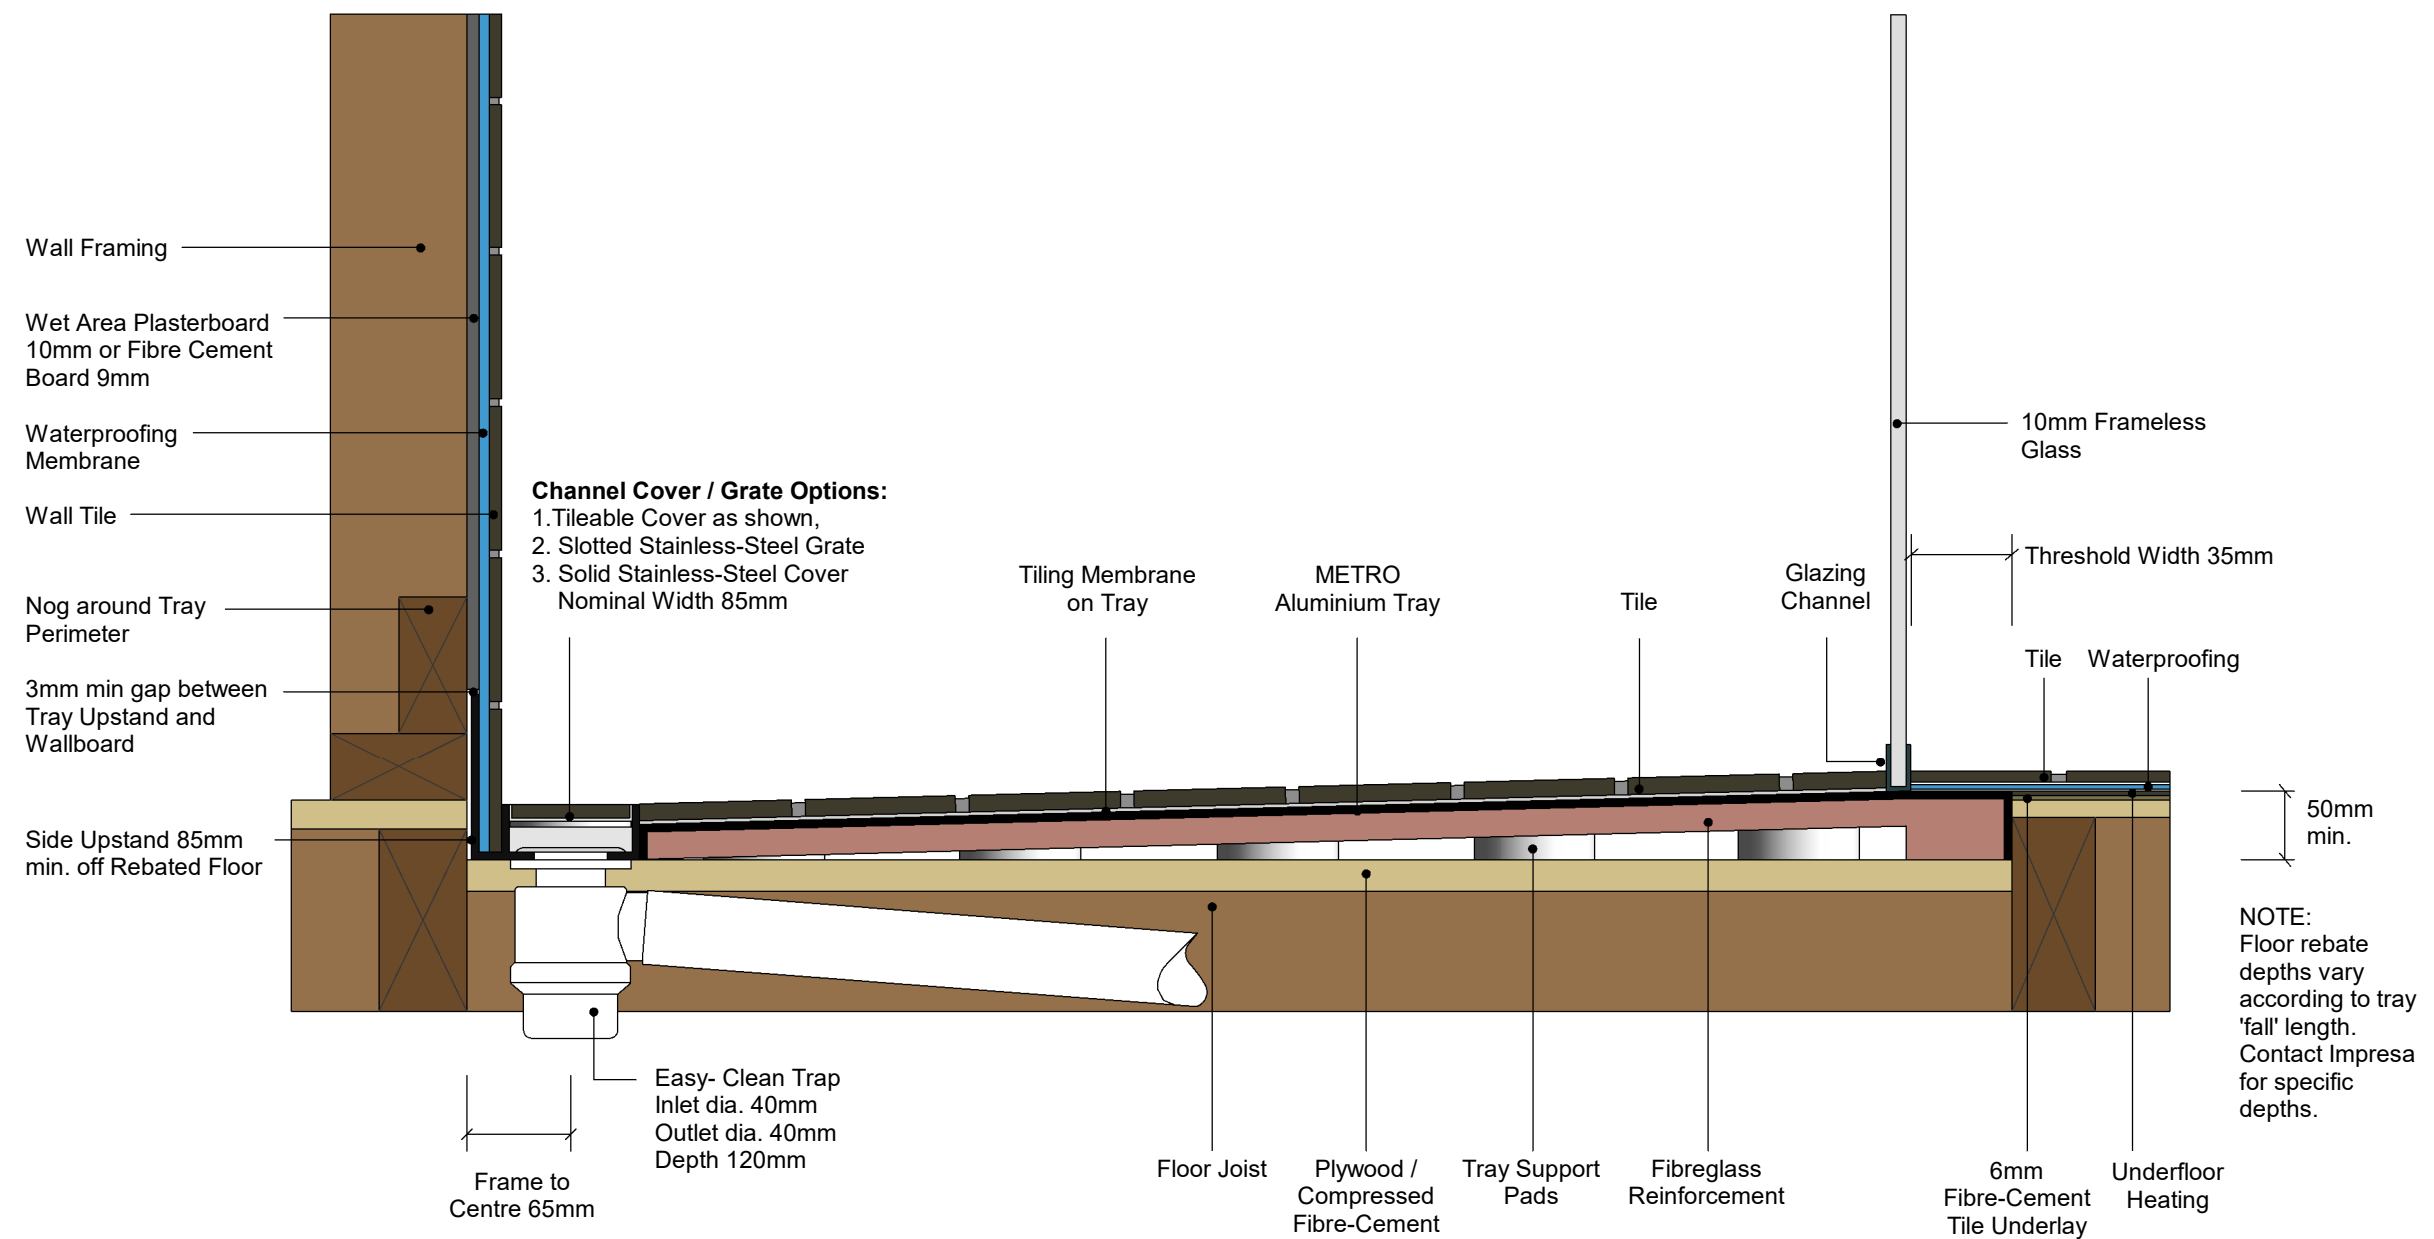 Wall Framing
Wet Area Plasterboard
10mm or Fibre Cement
Board 9mm
Waterproofing
Membrane
Wall Tile
Nog around Tray
Perimeter
3mm min gap between
Tray Upstand and
Wallboard
Side Upstand 85mm
min. off Rebated Floor
Channel Cover / Grate Options:
1.Tileable Cover as shown,
2. Slotted Stainless-Steel Grate
3. Solid Stainless-Steel Cover
Nominal Width 85mm
Tiling Membrane
on Tray
METRO
Aluminium Tray
Tile
Glazing
Channel
10mm Frameless
Glass
Threshold Width 35mm
Tile
Waterproofing
50mm
min.
NOTE:
Floor rebate
depths vary
according to tray
'fall' length.
Contact Impresa
for specific
depths.
Easy- Clean Trap
Inlet dia. 40mm
Outlet dia. 40mm
Depth 120mm
Frame to
Centre 65mm
Floor Joist
Plywood /
Compressed
Fibre-Cement
Tray Support
Pads
Fibreglass
Reinforcement
6mm
Fibre-Cement
Tile Underlay
Underfloor
Heating